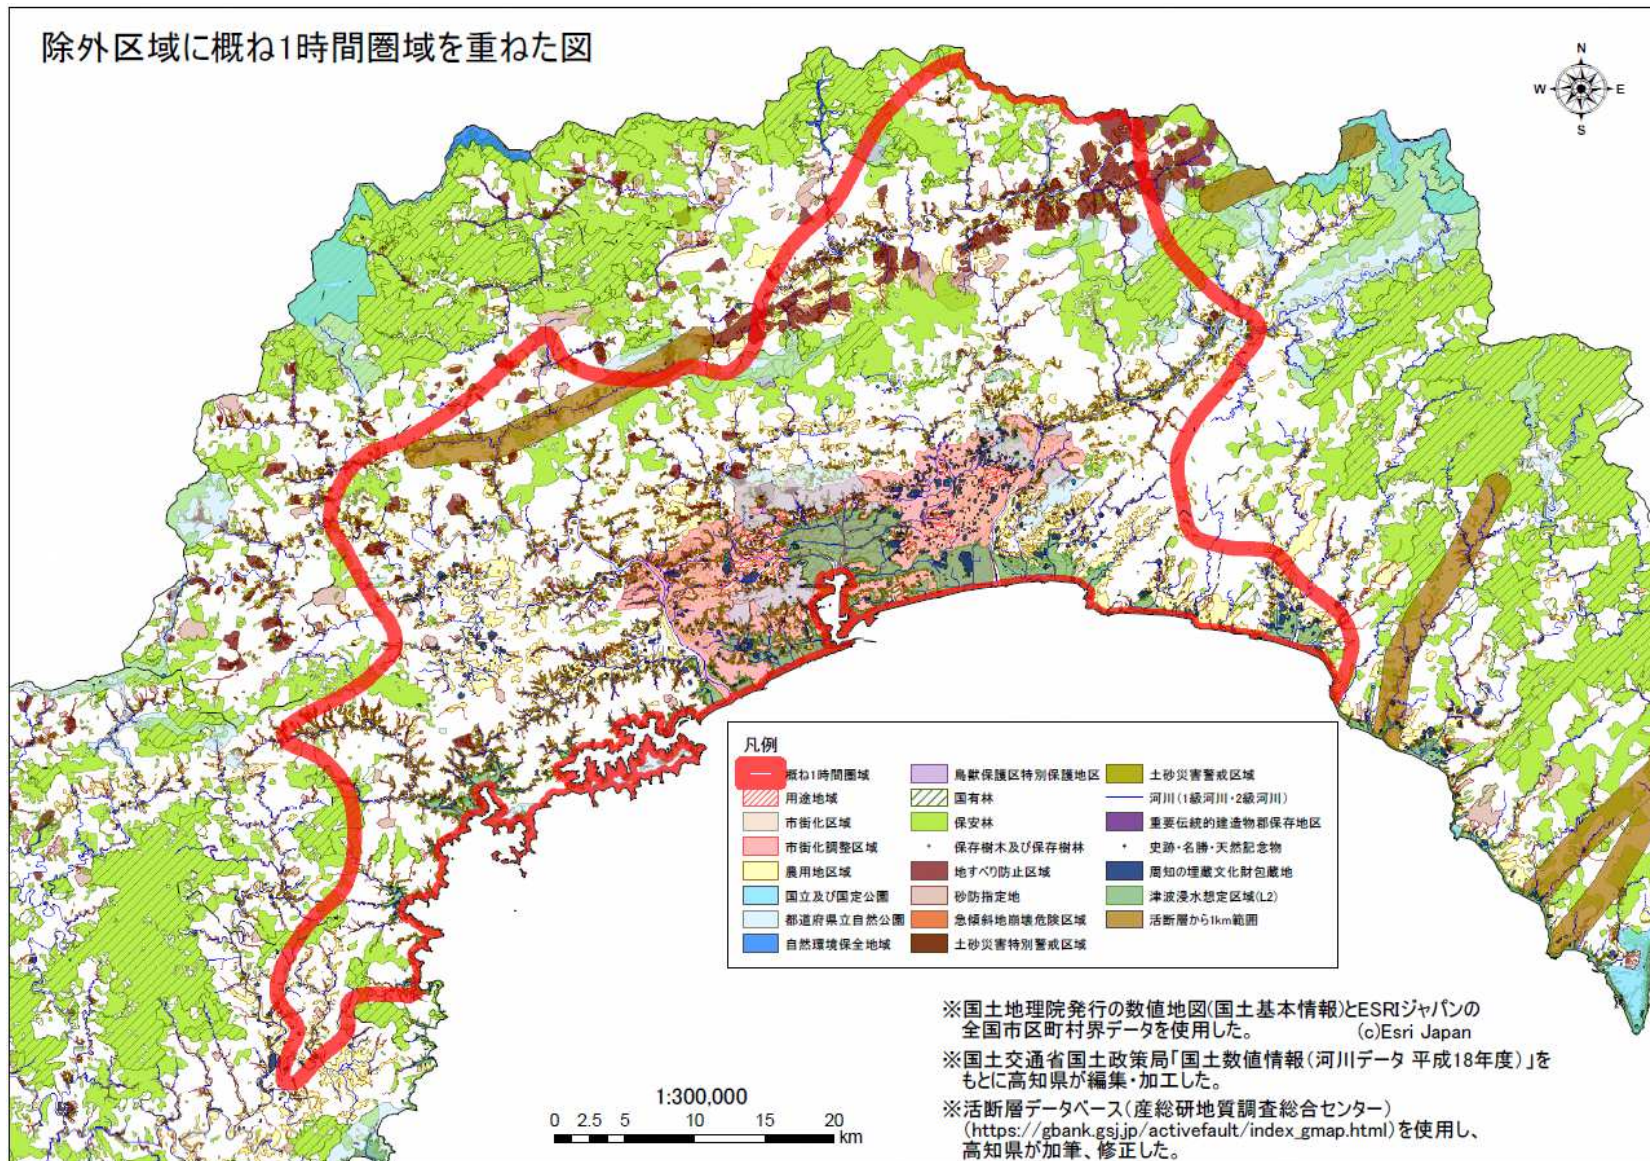 除外区域に概ね1時間圏域を重ねた図
N
W
E
S
凡例
概ね1時間圏域
用途地域
市街化区域
市街化調整区域
農用地区域
国立及び国定公園
都道府県立自然公園
自然環境保全地域
鳥獣保護区特別保護地区
国有林
保安林
保存樹木及び保存樹林
地すべり防止区域
砂防指定地
急傾斜地崩壊危険区域
土砂災害特別警戒区域
土砂災害警戒区域
河川(1級河川・2級河川)
重要伝統的建造物群保存地区
史跡・名勝・天然記念物
周知の埋蔵文化財包蔵地
津波浸水想定区域(L2)
活断層から1km範囲
1:300,000
0 2.5 5 10 15 20
km
※国土地理院発行の数値地図(国土基本情報)とESRIジャパンの
全国市区町村界データを使用した。 (c)Esri Japan
※国土交通省国土政策局「国土数値情報(河川データ 平成18年度)」を
もとに高知県が編集・加工した。
※活断層データベース(産総研地質調査総合センター)
(https://gbank.gsj.jp/activefault/index_gmap.html)を使用し、
高知県が加筆、修正した。